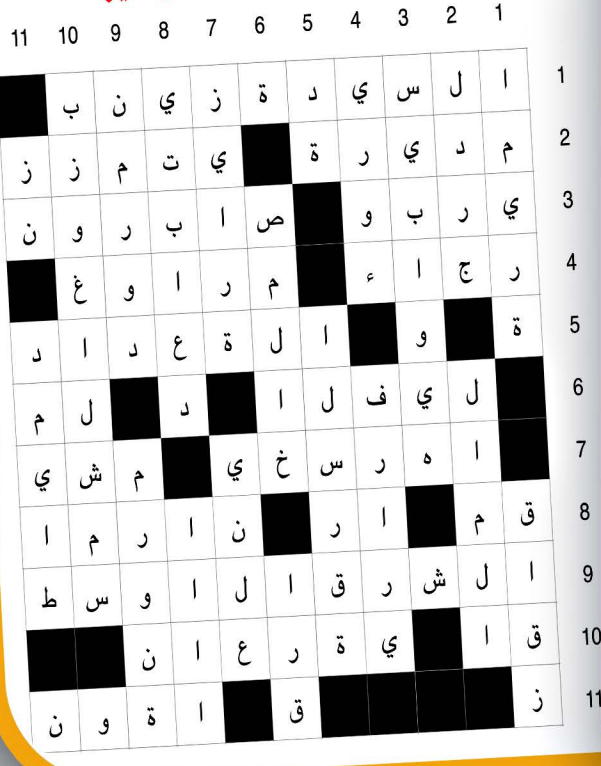 1 2 3 4 5 6 7 8 9 10 11
1 ا ل س ي د ة ز ي ن ب
2 م د ي ر ة ي ت م ز ز
3 ي ر ب و ص ا ب ر و ن
4 ر ج ا ء م ر ا و غ
5 ة و ا ل ة ع د ا د
6 ل ي ف ل ا د ل م
7 ا ه ر س خ ي م ش ي
8 ق م ا ر ن ا ر م ا
9 ا ل ش ر ق ا ل ا و س ط
10 ق ا ي ة ر ع ا ن
11 ز ق ا ة و ن